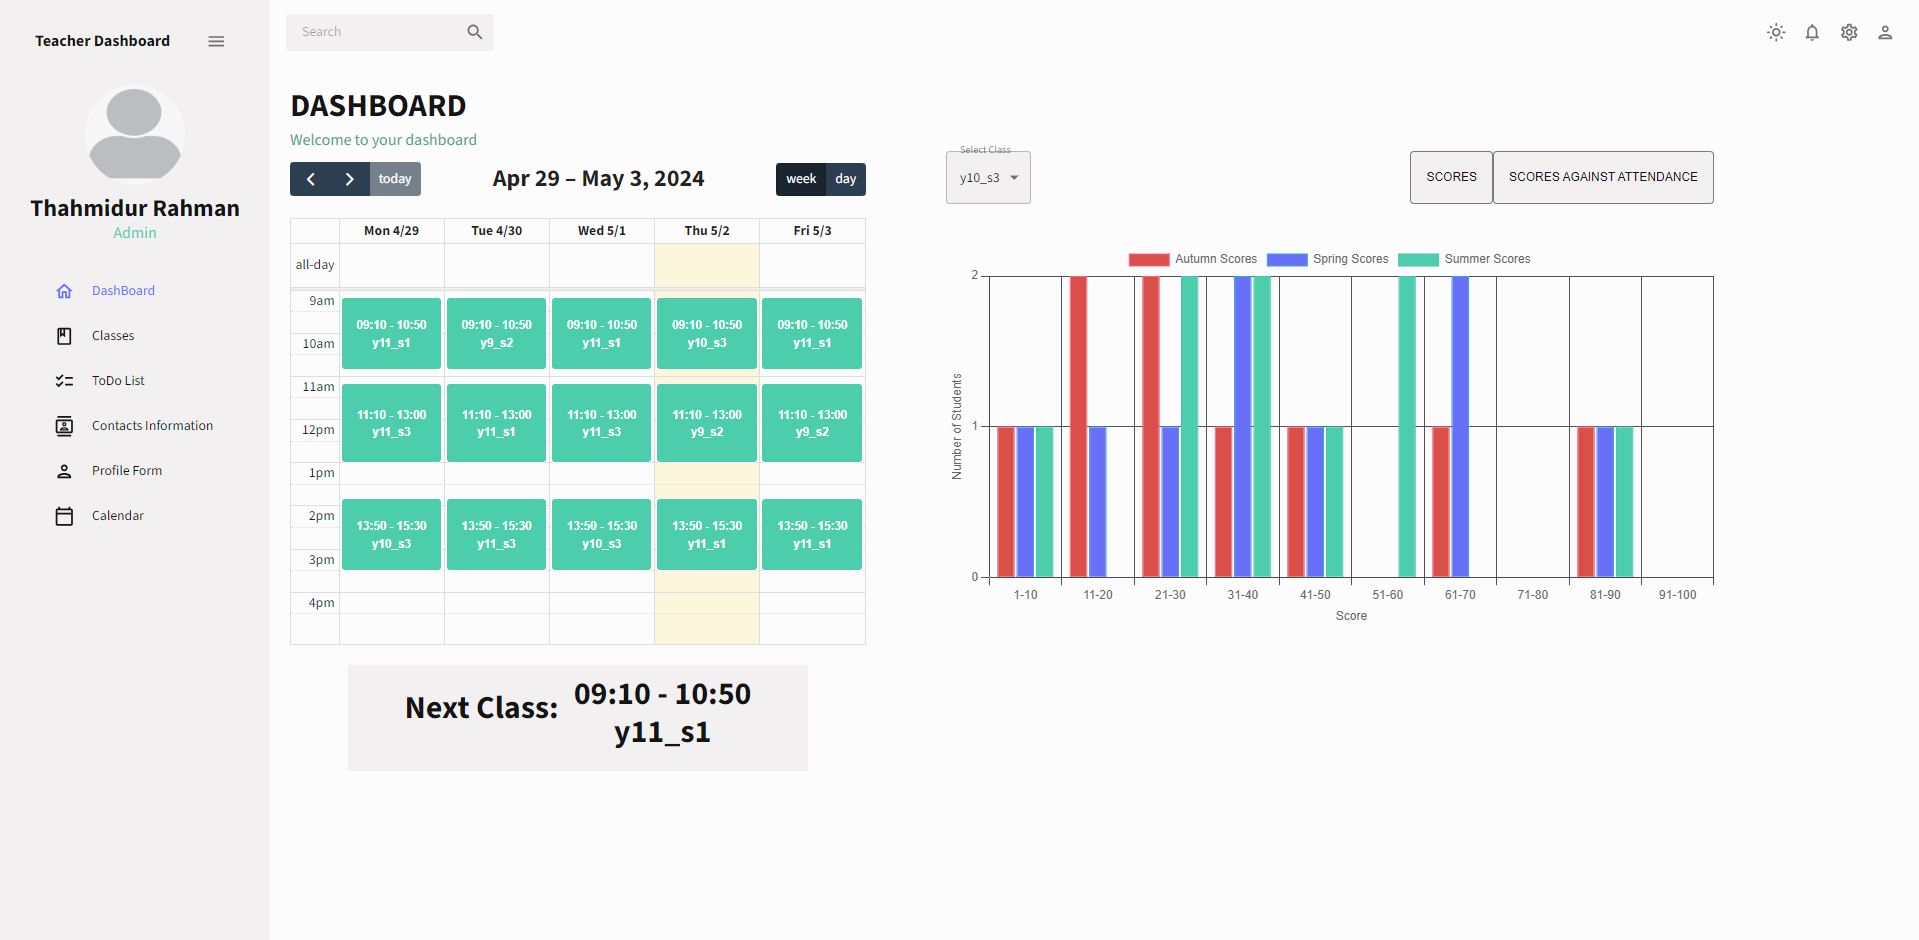 Teacher Dashboard
Thahmidur Rahman
Admin
DashBoard
Classes
ToDo List
Contacts Information
Profile Form
Calendar
Search
DASHBOARD
Welcome to your dashboard
today
Apr 29 – May 3, 2024
week day
Mon 4/29 Tue 4/30 Wed 5/1 Thu 5/2 Fri 5/3
all-day
9am
09:10 - 10:50 09:10 - 10:50 09:10 - 10:50 09:10 - 10:50 09:10 - 10:50
y11_s1 y9_s2 y11_s1 y10_s3 y11_s1
10am
11am
11:10 - 13:00 11:10 - 13:00 11:10 - 13:00 11:10 - 13:00 11:10 - 13:00
y11_s3 y11_s1 y11_s3 y9_s2 y9_s2
12pm
1pm
2pm
13:50 - 15:30 13:50 - 15:30 13:50 - 15:30 13:50 - 15:30 13:50 - 15:30
y10_s3 y11_s3 y10_s3 y11_s1 y11_s1
3pm
4pm
Next Class: 09:10 - 10:50
y11_s1
Select Class
y10_s3
SCORES SCORES AGAINST ATTENDANCE
Autumn Scores Spring Scores Summer Scores
Number of Students
2
1
0
1-10 11-20 21-30 31-40 41-50 51-60 61-70 71-80 81-90 91-100
Score